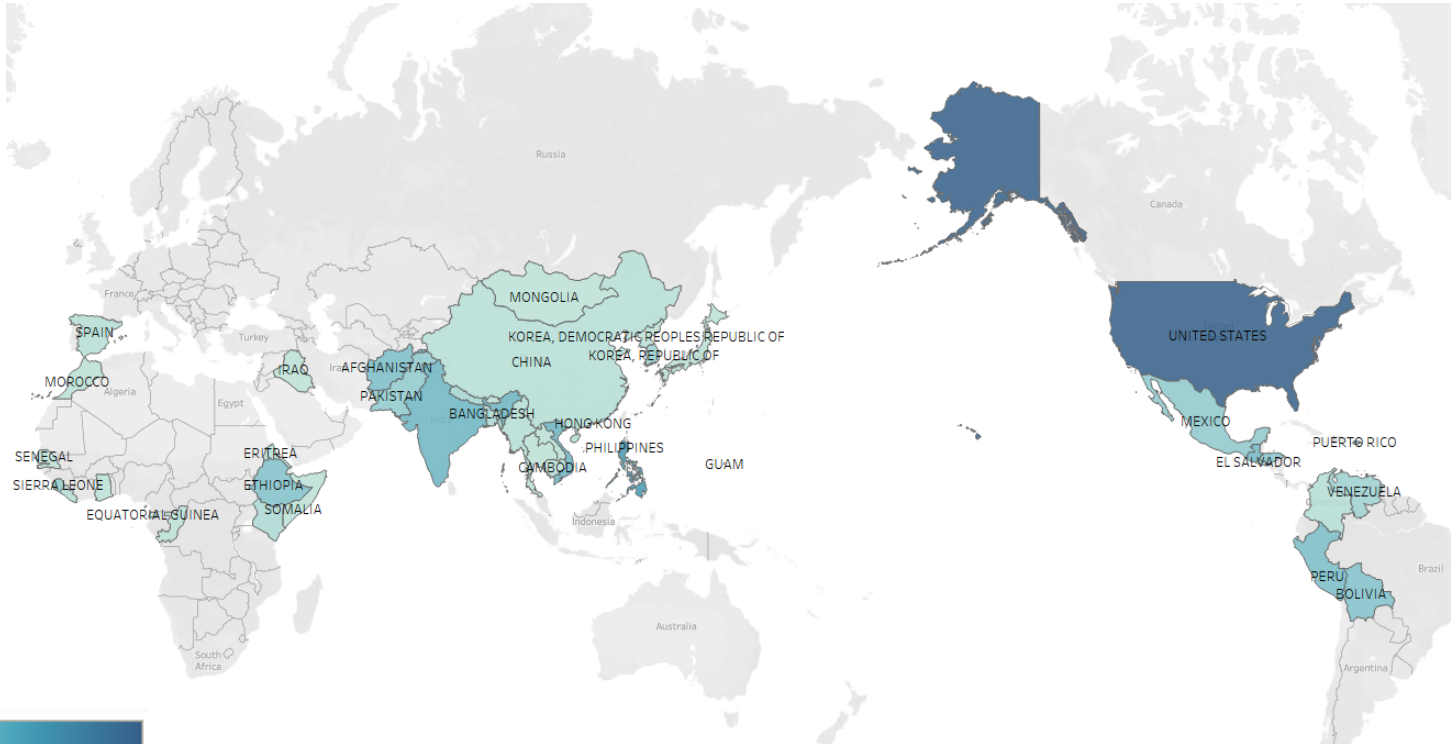 Russia
Canada
MONGOLIA
France
SPAIN
UNITED STATES
Turkey
KOREA, DEMOCRATIC PEOPLES REPUBLIC OF
KOREA, REPUBLIC OF
CHINA
IRAQ
AFGHANISTAN
MOROCCO
Algeria
PAKISTAN
Egypt
BANGLADESH
MEXICO
HONG KONG
PUERTO RICO
PHILIPPINES
ERITREA
SENEGAL
GUAM
EL SALVADOR
CAMBODIA
SIERRA LEONE
ETHIOPIA
VENEZUELA
SOMALIA
EQUATORIAL GUINEA
Indonesia
Brazil
PERU
BOLIVIA
Australia
South
Africa
Argentina